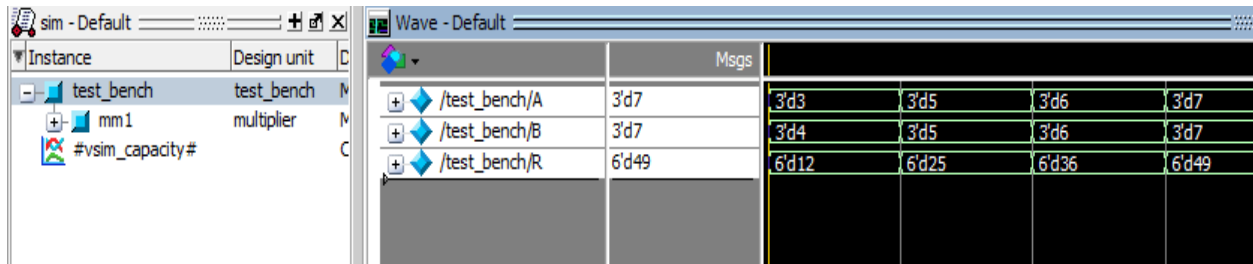 sim - Default
Instance Design unit D
test_bench test_bench M
mm1 multiplier M
#vsim_capacity# C
Wave - Default
Msgs
/test_bench/A 3'd7 3'd3 3'd5 3'd6 3'd7
/test_bench/B 3'd7 3'd4 3'd5 3'd6 3'd7
/test_bench/R 6'd49 6'd12 6'd25 6'd36 6'd49